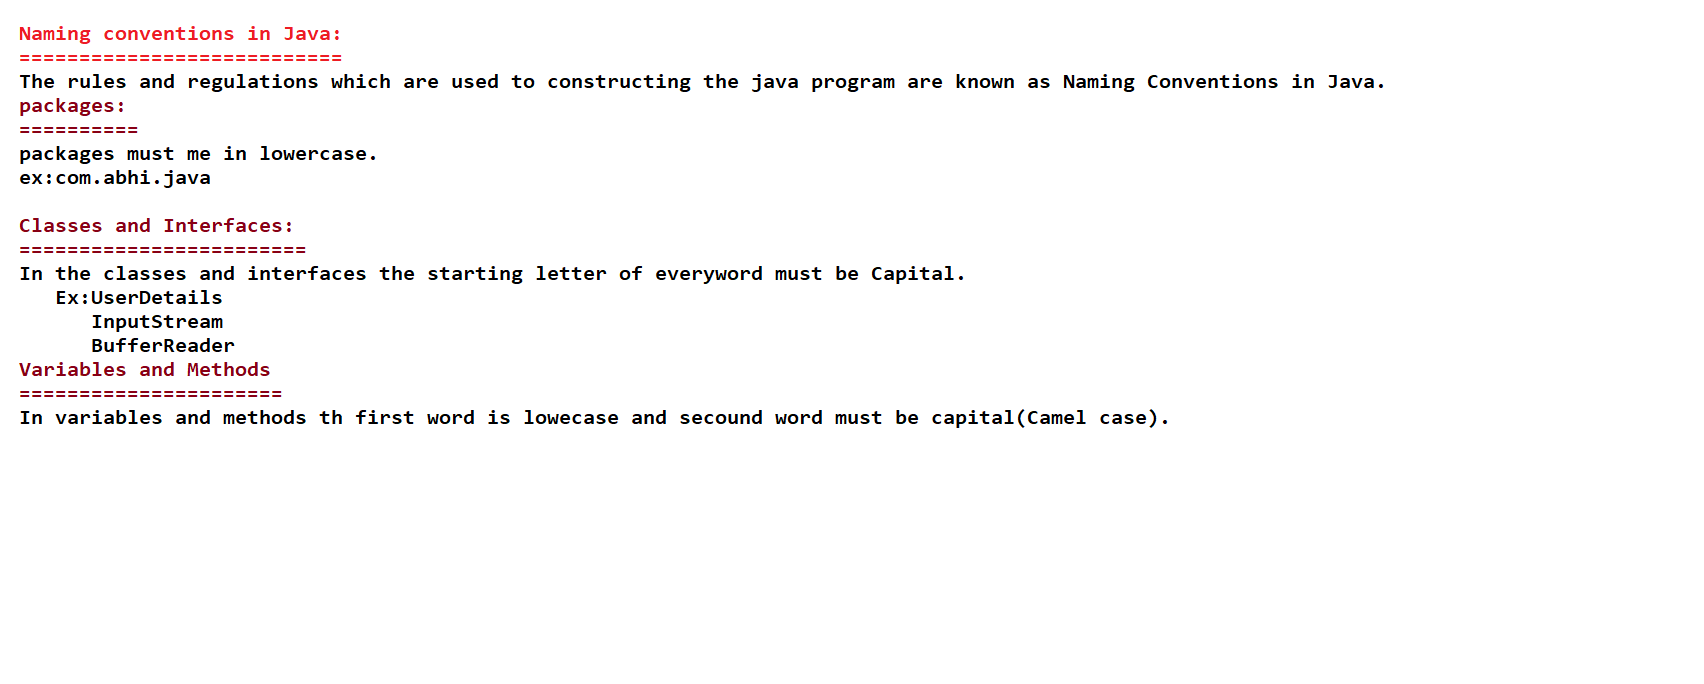 Naming conventions in Java:
===========================
The rules and regulations which are used to constructing the java program are known as Naming Conventions in Java.
packages:
==========
packages must me in lowercase.
ex:com.abhi.java

Classes and Interfaces:
========================
In the classes and interfaces the starting letter of everyword must be Capital.
   Ex:UserDetails
      InputStream
      BufferReader
Variables and Methods
======================
In variables and methods th first word is lowecase and secound word must be capital(Camel case).